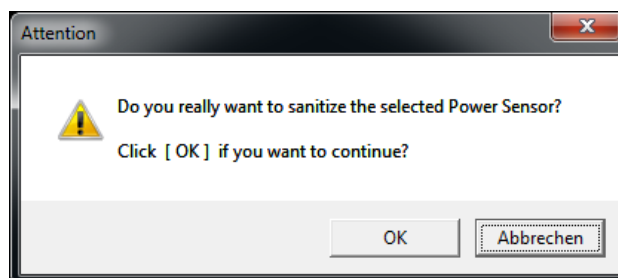 Attention
Do you really want to sanitize the selected Power Sensor?
Click [ OK ] if you want to continue?
OK
Abbrechen